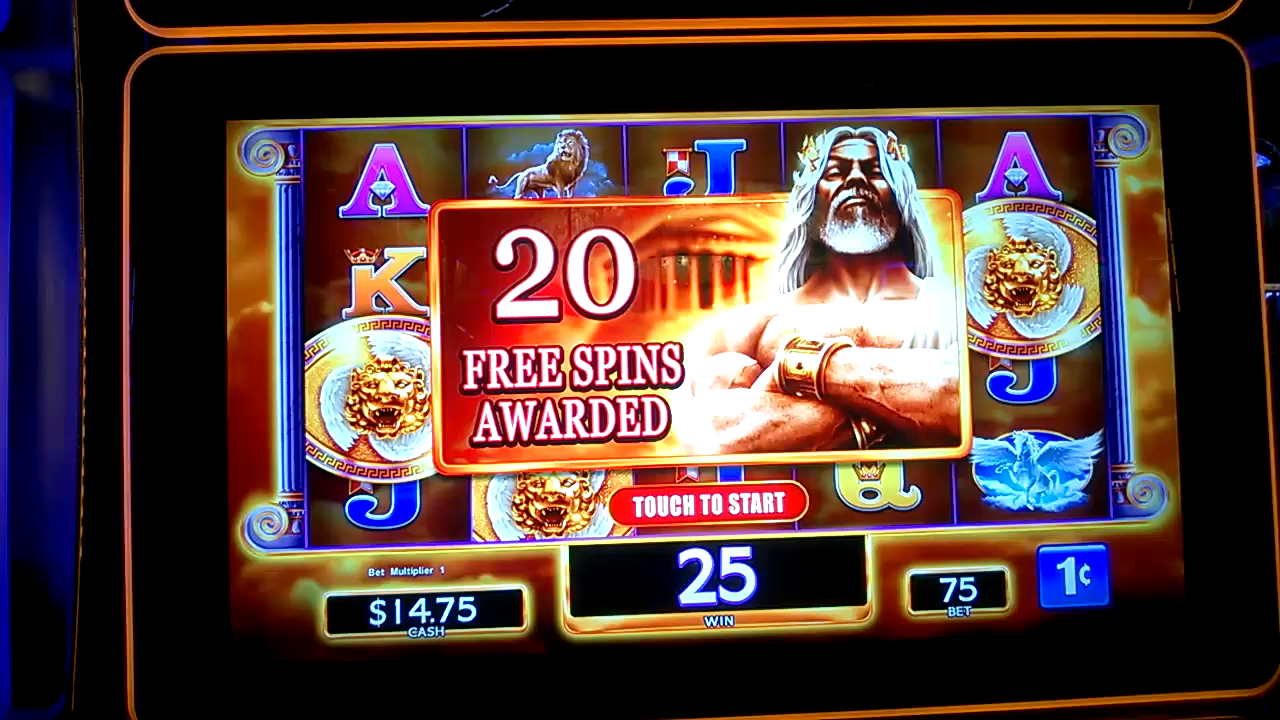 A J A
K
20
FREE SPINS
AWARDED
J
J Q
TOUCH TO START
Bet Multiplier 1
$14.75
CASH
25
WIN
75
BET
1¢